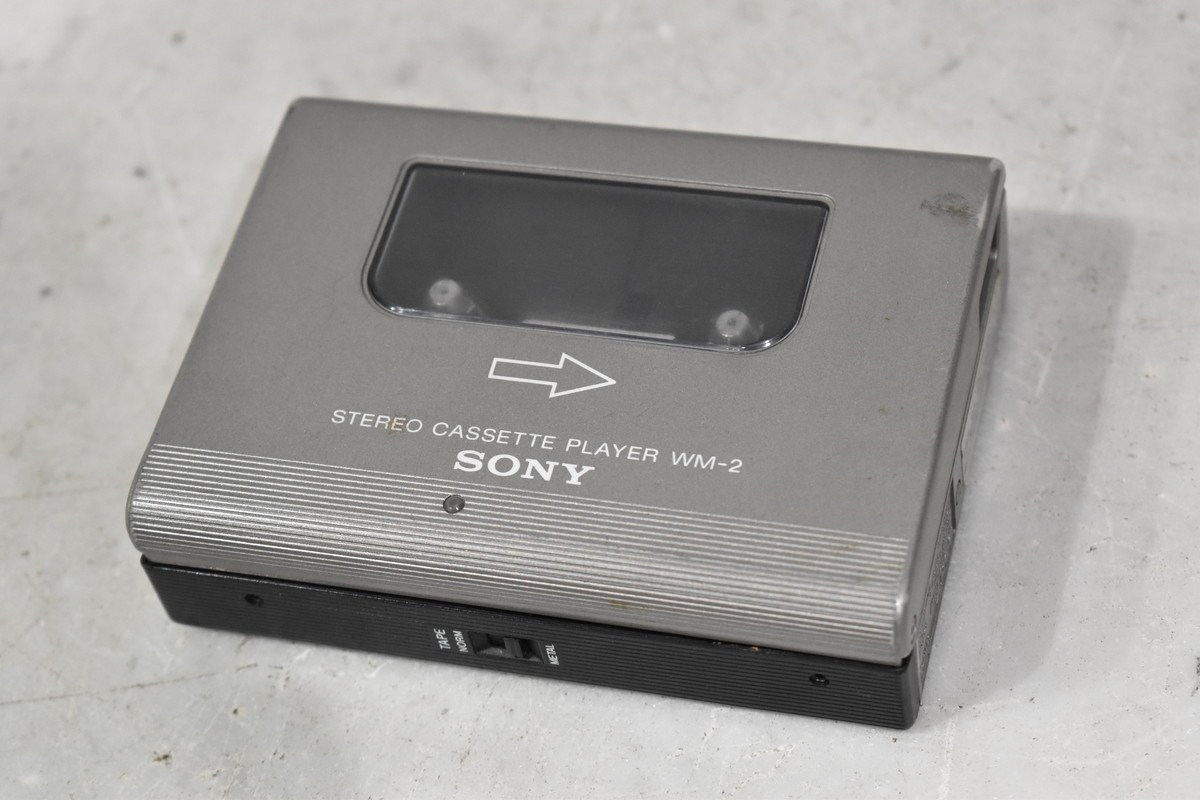 STEREO CASSETTE PLAYER WM-2
SONY
TAPE
NORM
METAL